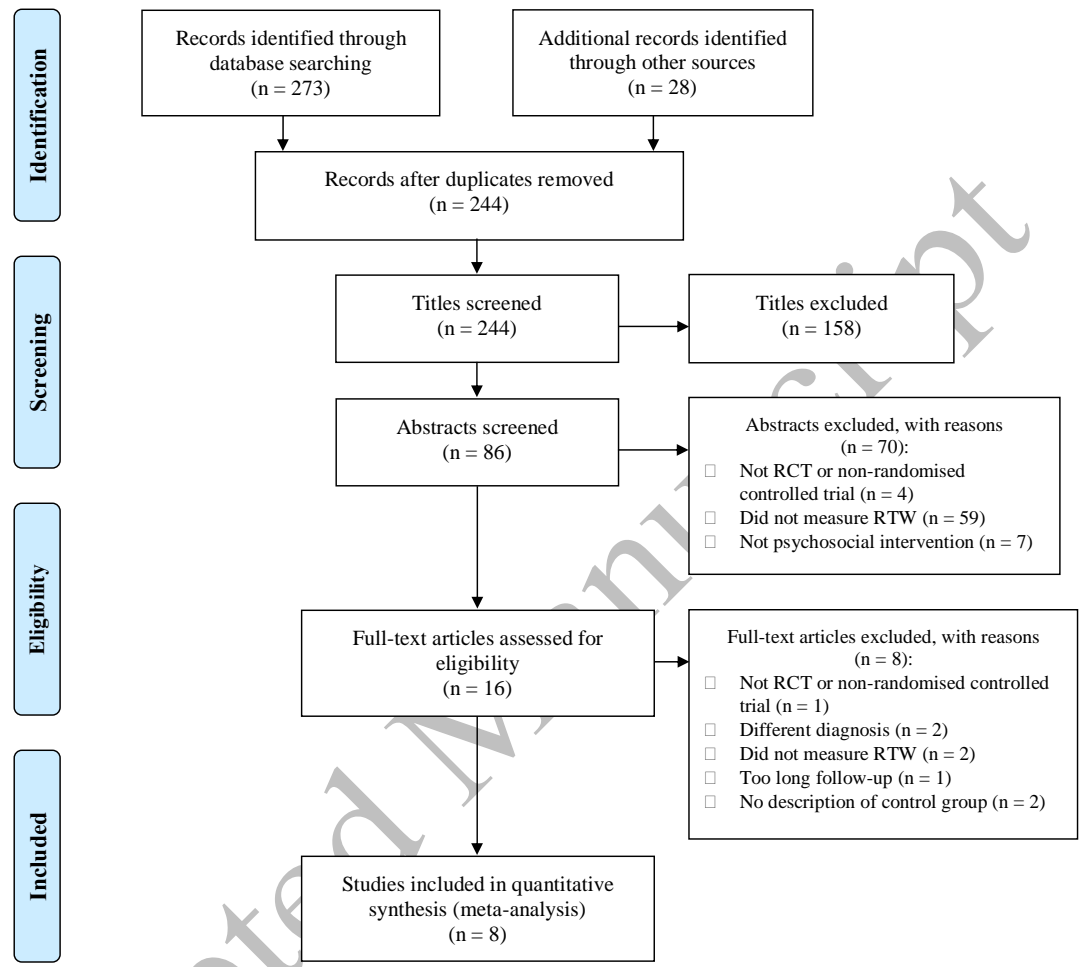 Identification
Records identified through
database searching
(n = 273)
Additional records identified
through other sources
(n = 28)
Records after duplicates removed
(n = 244)
Screening
Titles screened
(n = 244)
Titles excluded
(n = 158)
Abstracts screened
(n = 86)
Abstracts excluded, with reasons
(n = 70):
Not RCT or non-randomised
controlled trial (n = 4)
Did not measure RTW (n = 59)
Not psychosocial intervention (n = 7)
Eligibility
Full-text articles assessed for
eligibility
(n = 16)
Full-text articles excluded, with reasons
(n = 8):
Not RCT or non-randomised controlled
trial (n = 1)
Different diagnosis (n = 2)
Did not measure RTW (n = 2)
Too long follow-up (n = 1)
No description of control group (n = 2)
Included
Studies included in quantitative
synthesis (meta-analysis)
(n = 8)